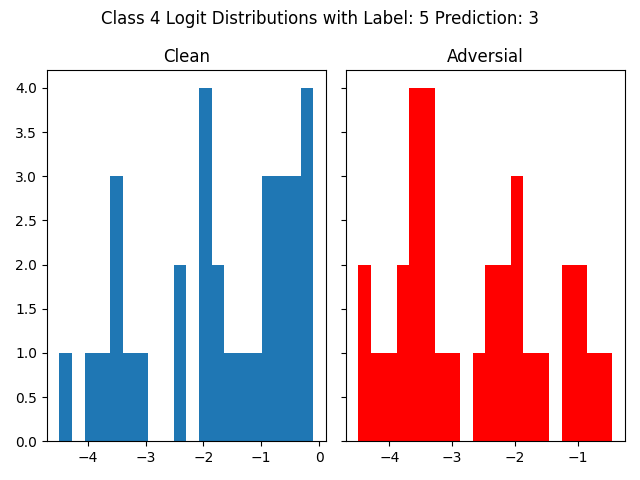 Class 4 Logit Distributions with Label: 5 Prediction: 3
Clean
Adversial
4.0
3.5
3.0
2.5
2.0
1.5
1.0
0.5
0.0
−4 −3 −2 −1 0
−4 −3 −2 −1